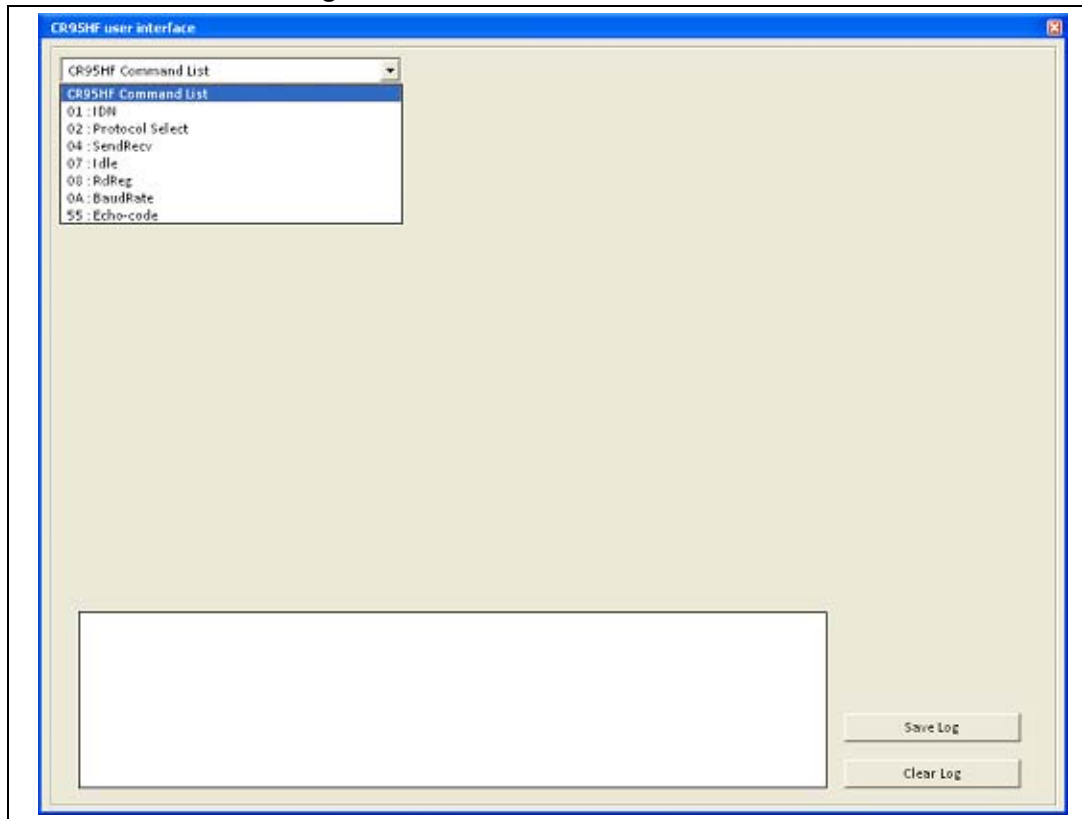 CR95HF user interface
CR95HF Command List
CR95HF Command List
01 : IDN
02 : Protocol Select
04 : SendRecv
07 : Idle
08 : RdReg
0A : BaudRate
55 : Echo-code
Save Log
Clear Log